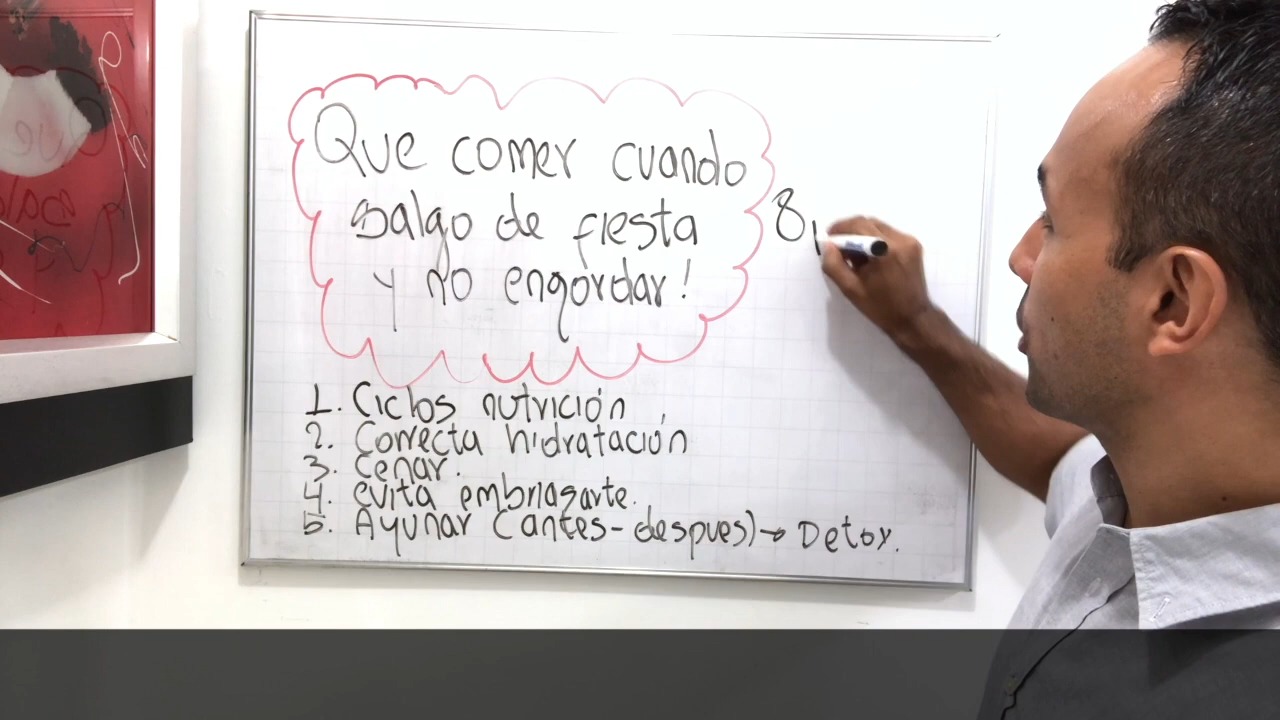 Que comer cuando
salgo de fiesta
y no engordar!
8,
1. Ciclos nutrición
2. Correcta hidratación
3. Cenar.
4. evita embriagarte.
5. Ayunar (antes-despues)→ Detox.